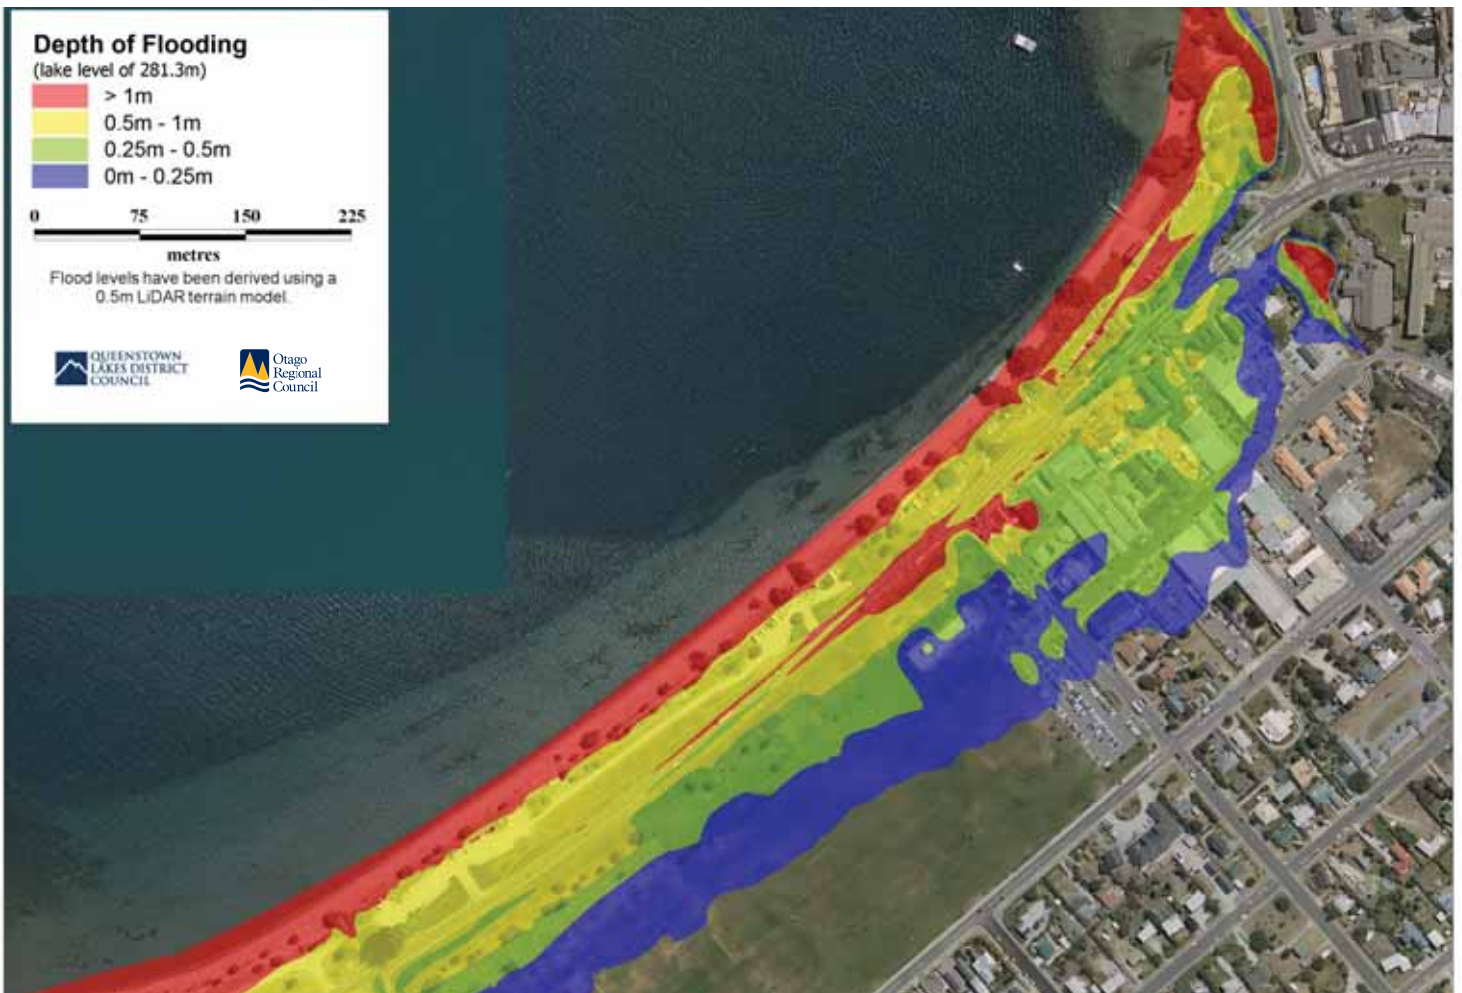 Depth of Flooding
(lake level of 281.3m)
> 1m
0.5m - 1m
0.25m - 0.5m
0m - 0.25m
0 75 150 225
metres
Flood levels have been derived using a
0.5m LiDAR terrain model.
QUEENSTOWN
LAKES DISTRICT
COUNCIL
Otago
Regional
Council